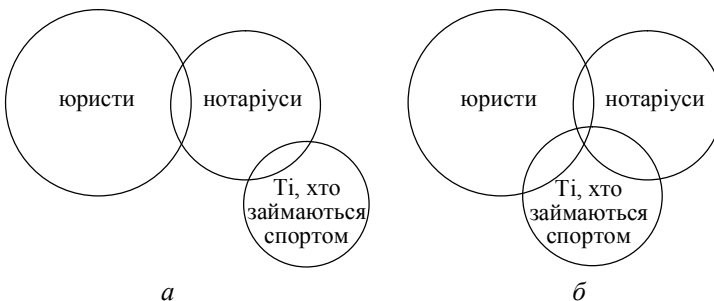 юристи
нотаріуси
Ті, хто
займаються
спортом
а
юристи
нотаріуси
Ті, хто
займаються
спортом
б